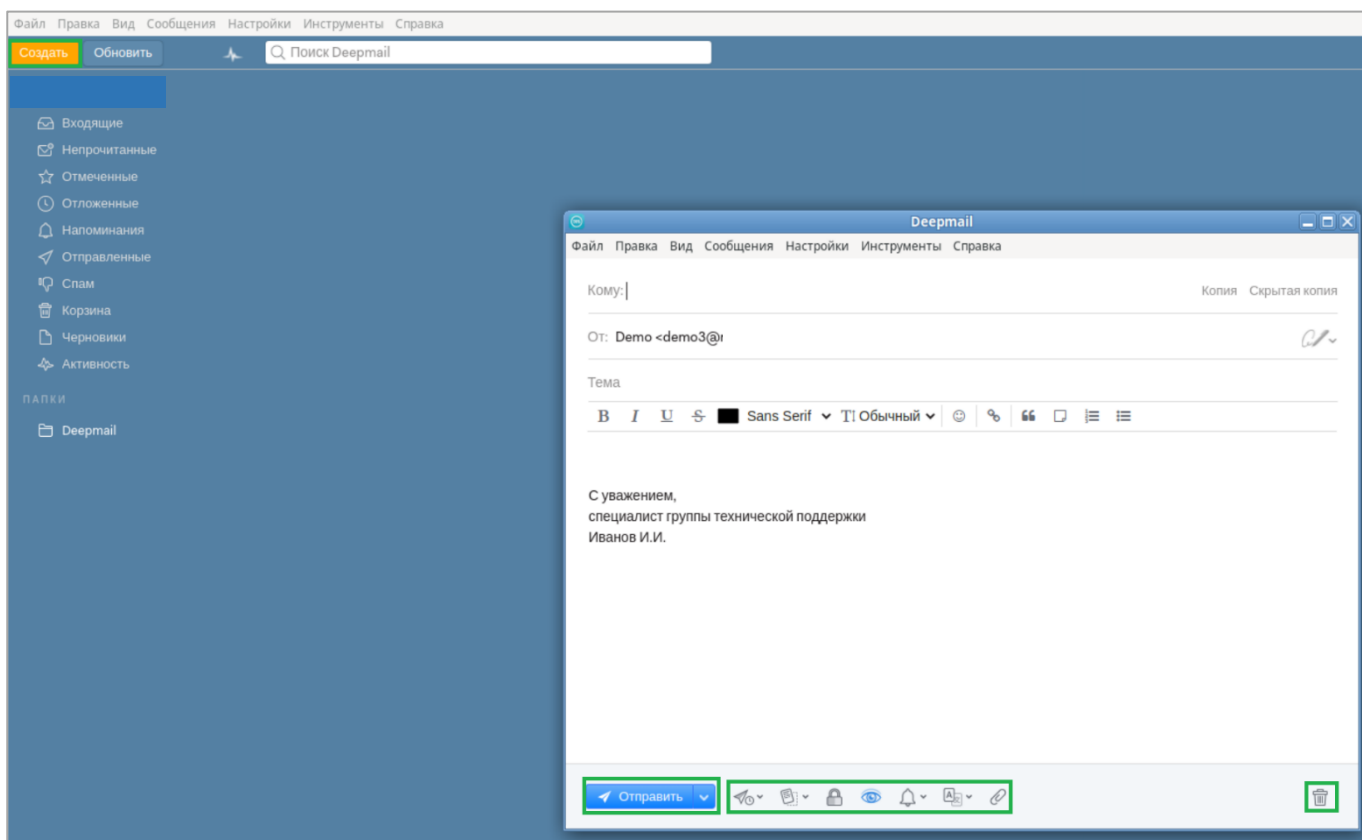 Файл Правка Вид Сообщения Настройки Инструменты Справка
Создать Обновить Поиск Deepmail
Входящие
Непрочитанные
Отмеченные
Отложенные
Напоминания
Отправленные
Спам
Корзина
Черновики
Активность
ПАПКИ
Deepmail
Deepmail
Файл Правка Вид Сообщения Настройки Инструменты Справка
Кому: Копия Скрытая копия
От: Demo <demo3@
Тема
B I U S Sans Serif TI Обычный
С уважением,
специалист группы технической поддержки
Иванов И.И.
Отправить